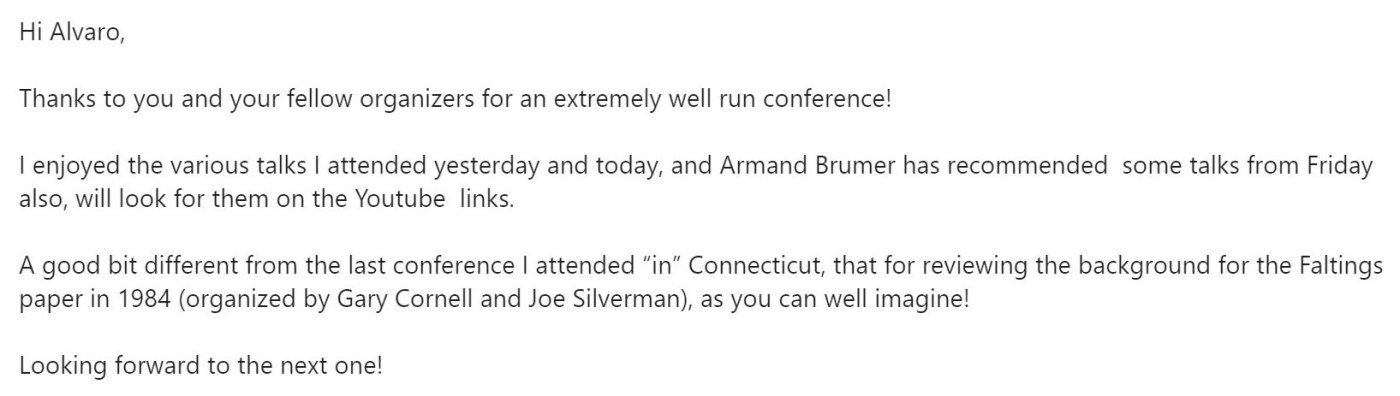 Hi Alvaro,
Thanks to you and your fellow organizers for an extremely well run conference!
I enjoyed the various talks I attended yesterday and today, and Armand Brumer has recommended  some talks from Friday
also, will look for them on the Youtube  links.
A good bit different from the last conference I attended “in” Connecticut, that for reviewing the background for the Faltings
paper in 1984 (organized by Gary Cornell and Joe Silverman), as you can well imagine!
Looking forward to the next one!